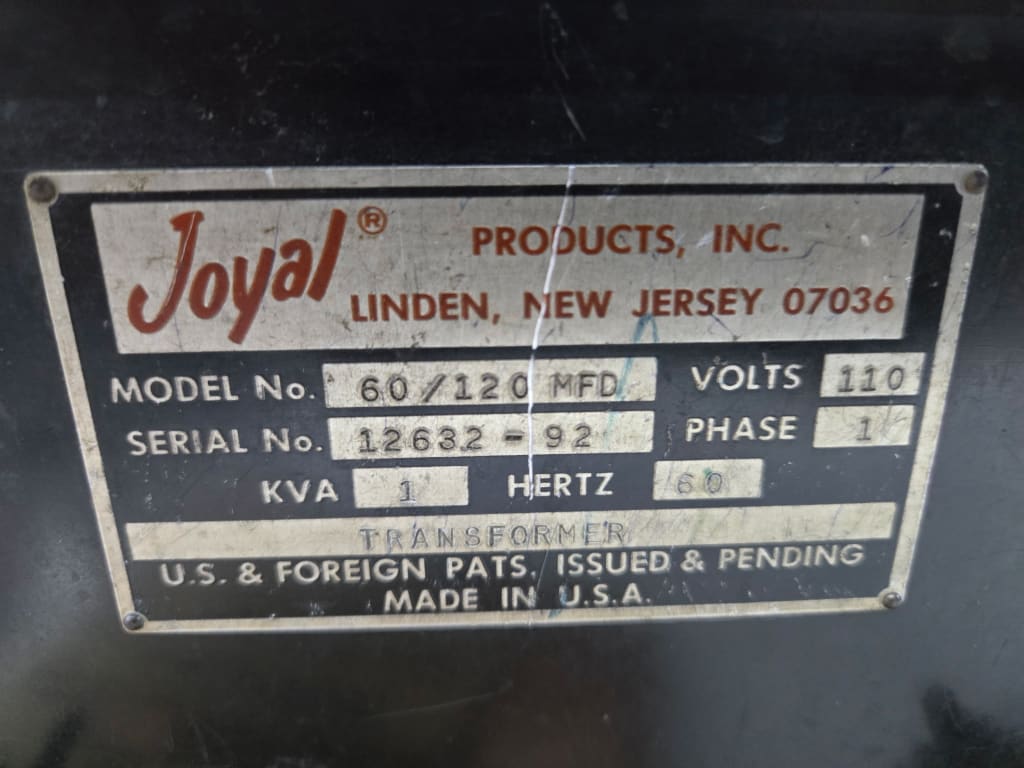 Joyal® PRODUCTS, INC.
LINDEN, NEW JERSEY 07036
MODEL No. 60/120 MFD VOLTS 110
SERIAL No. 12632-92 PHASE 1
KVA 1 HERTZ 60
TRANSFORMER
U.S. & FOREIGN PATS. ISSUED & PENDING
MADE IN U.S.A.